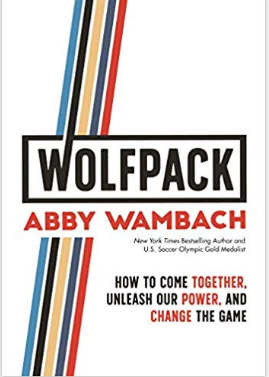 WOLFPACK
ABBY WAMBACH
New York Times Bestselling Author and
U.S. Soccer Olympic Gold Medalist
HOW TO COME TOGETHER,
UNLEASH OUR POWER, AND
CHANGE THE GAME